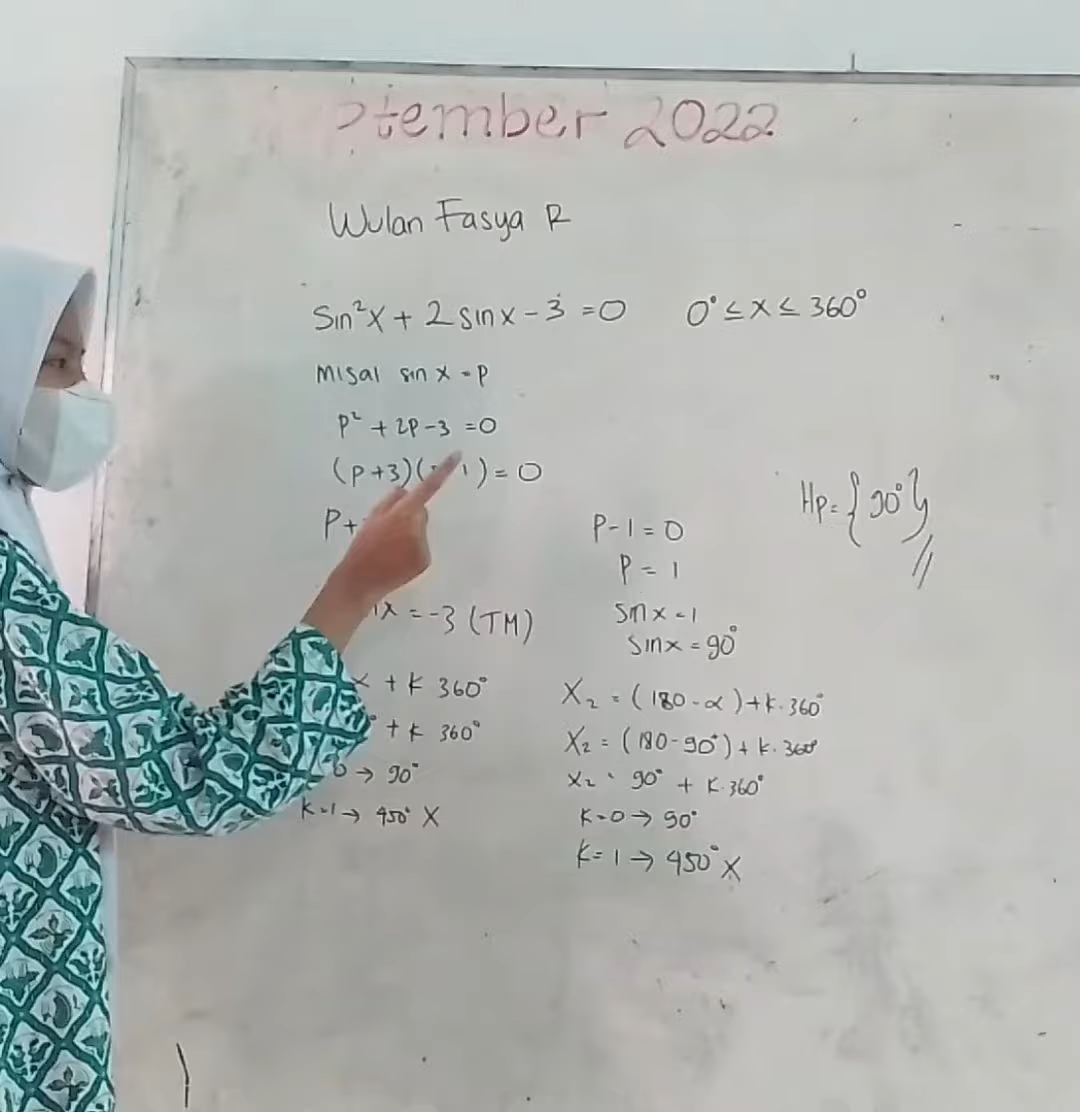 ptember 2022
Wulan Fasya R
Sin²x + 2 sin x - 3 = 0 0° ≤ x ≤ 360°
Misal sin x = p
p² + 2p - 3 = 0
(p+3)( 1) = 0
P+
P - 1 = 0
P = 1
x = -3 (TM)
sin x = 1
sin x = 90°
+ k 360°
+ k 360°
→ 90°
k=1 → 450° X
X₂ = (180 - α) + k. 360°
X₂ = (180 - 90°) + k. 360°
x₂ = 90° + k. 360°
k=0 → 90°
k=1 → 450° X
Hp = {90°}//